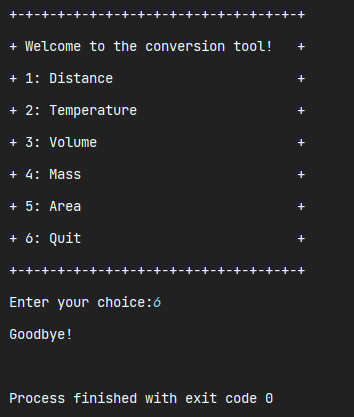 +-+-+-+-+-+-+-+-+-+-+-+-+-+-+-+-+-+-+
+ Welcome to the conversion tool!   +
+ 1: Distance                       +
+ 2: Temperature                    +
+ 3: Volume                         +
+ 4: Mass                           +
+ 5: Area                           +
+ 6: Quit                           +
+-+-+-+-+-+-+-+-+-+-+-+-+-+-+-+-+-+-+
Enter your choice:6
Goodbye!
Process finished with exit code 0